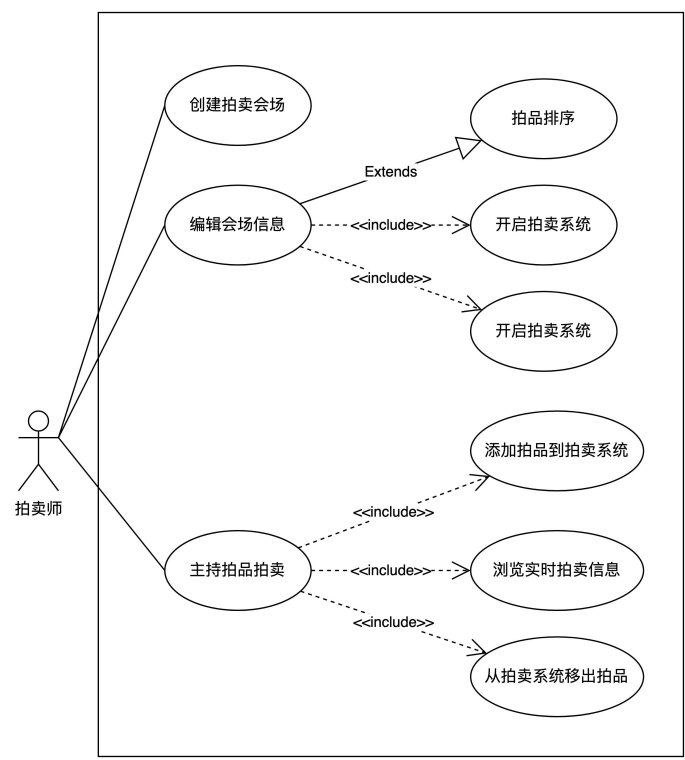 创建拍卖会场
拍品排序
Extends
编辑会场信息
<<include>>
开启拍卖系统
<<include>>
开启拍卖系统
添加拍品到拍卖系统
拍卖师
<<include>>
主持拍品拍卖
<<include>>
浏览实时拍卖信息
<<include>>
从拍卖系统移出拍品